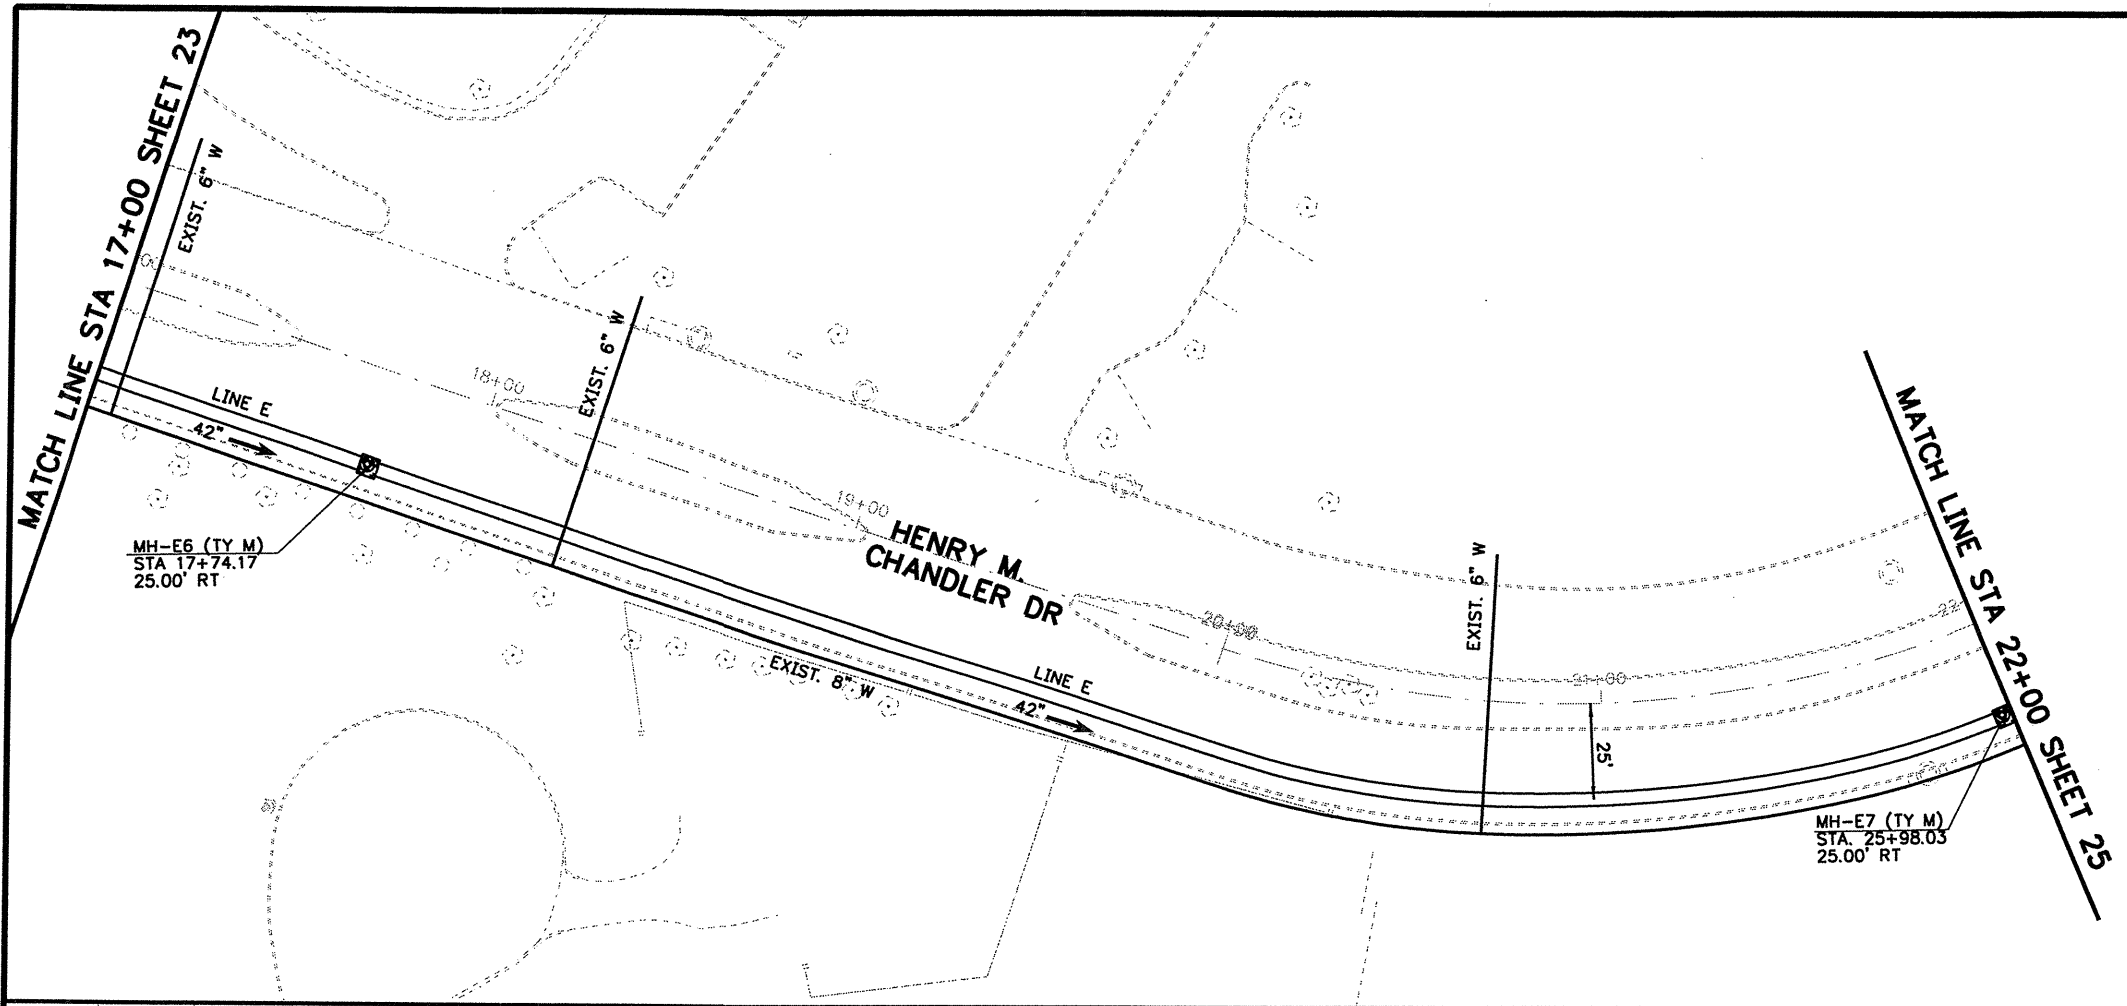 MATCH LINE STA 17+00 SHEET 23
EXIST. 6" W
LINE E
42"
MH-E6 (TY M)
STA 17+74.17
25.00' RT
18+00
EXIST. 6" W
19+00
HENRY M.
CHANDLER DR
EXIST. 8" W
LINE E
42"
20+00
EXIST. 6" W
21+00
25'
22
MATCH LINE STA 22+00 SHEET 25
MH-E7 (TY M)
STA. 25+98.03
25.00' RT